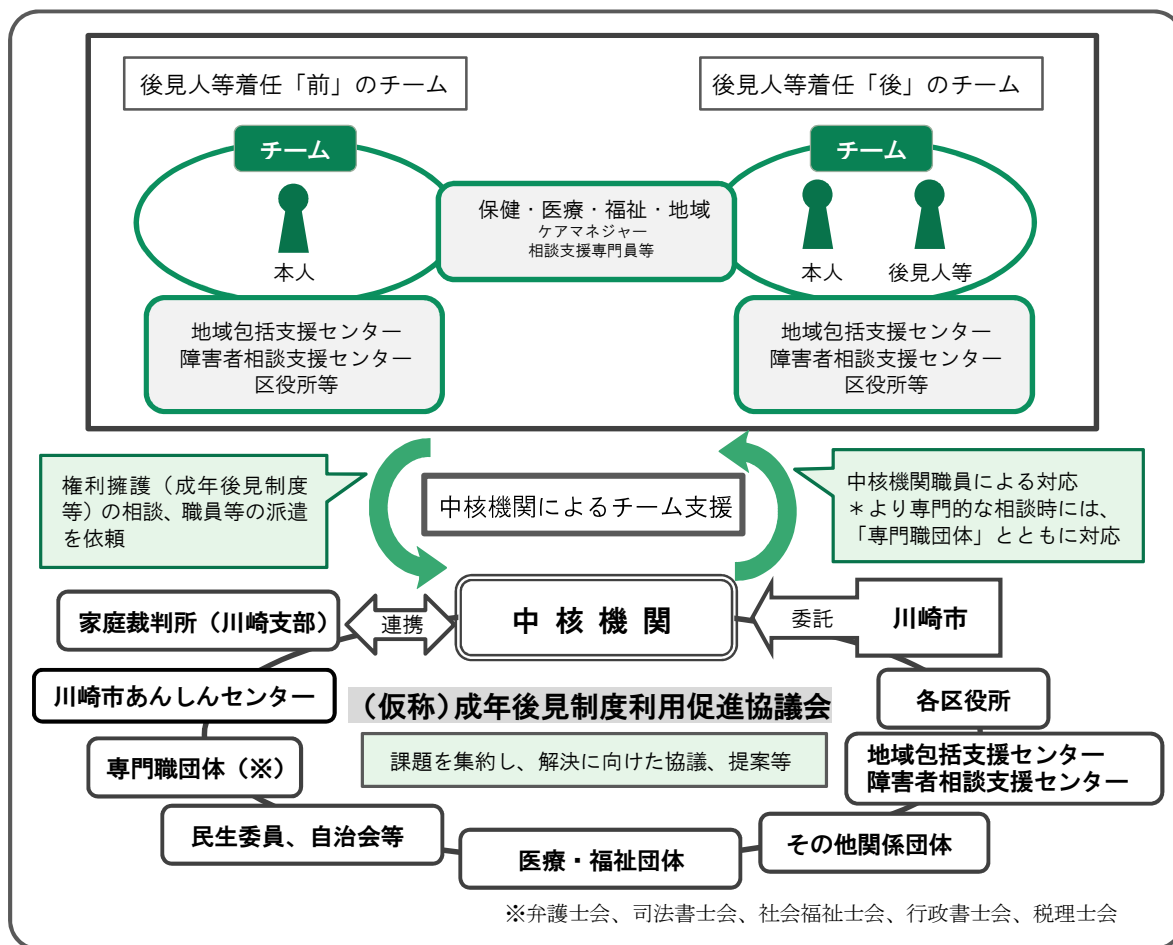 後見人等着任「前」のチーム
後見人等着任「後」のチーム
チーム
チーム
保健・医療・福祉・地域
ケアマネジャー
相談支援専門員等
本人
本人
後見人等
地域包括支援センター
障害者相談支援センター
区役所等
地域包括支援センター
障害者相談支援センター
区役所等
権利擁護（成年後見制度
等）の相談、職員等の派遣
を依頼
中核機関によるチーム支援
中核機関職員による対応
＊より専門的な相談時には、
「専門職団体」とともに対応
家庭裁判所（川崎支部）
連携
中核機関
委託
川崎市
川崎市あんしんセンター
（仮称）成年後見制度利用促進協議会
各区役所
専門職団体（※）
課題を集約し、解決に向けた協議、提案等
地域包括支援センター
障害者相談支援センター
民生委員、自治会等
医療・福祉団体
その他関係団体
※弁護士会、司法書士会、社会福祉士会、行政書士会、税理士会